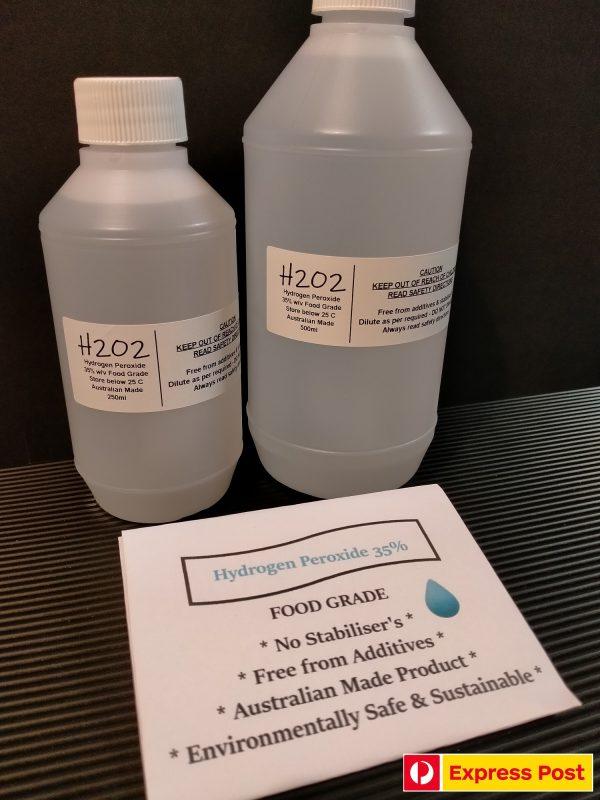 H2O2
Hydrogen Peroxide
35% w/v Food Grade
Store below 25 C
Australian Made
250ml
CAUTION
KEEP OUT OF REACH OF
READ SAFETY
Free from additives
Dilute as per required -
Always read safety
H2O2
Hydrogen Peroxide
35% w/v Food Grade
Store below 25 C
Australian Made
500ml
CAUTION
KEEP OUT OF REACH OF
READ SAFETY
Free from additives &
Dilute as per required - DO NOT
Always read safety
Hydrogen Peroxide 35%
FOOD GRADE
* No Stabiliser's *
* Free from Additives *
* Australian Made Product *
* Environmentally Safe & Sustainable *
Express Post